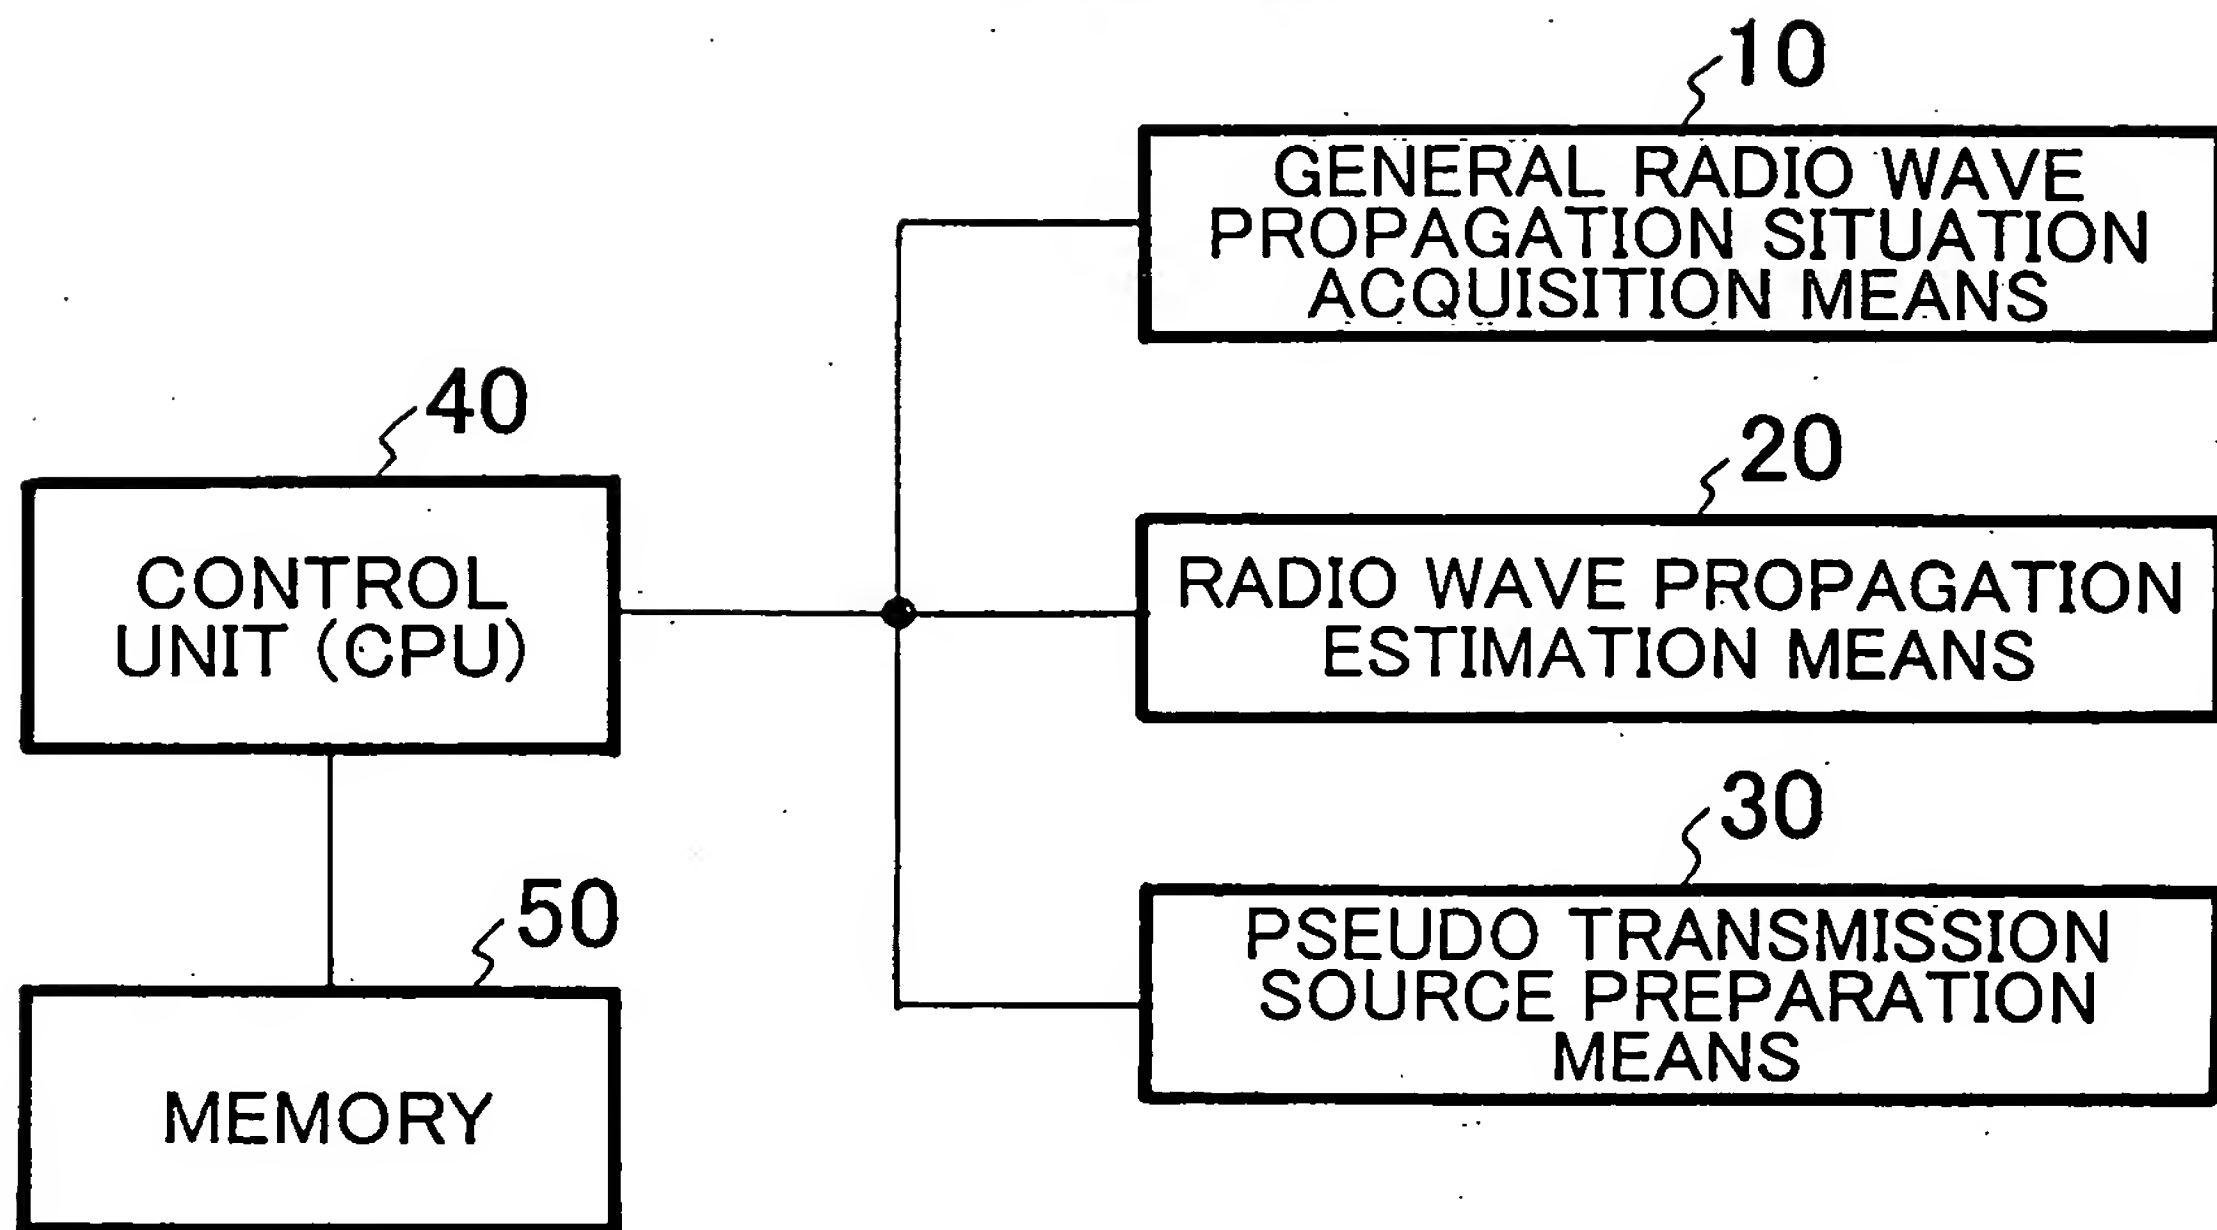 10
GENERAL RADIO WAVE
PROPAGATION SITUATION
ACQUISITION MEANS
40
CONTROL
UNIT (CPU)
20
RADIO WAVE PROPAGATION
ESTIMATION MEANS
30
PSEUDO TRANSMISSION
SOURCE PREPARATION
MEANS
50
MEMORY